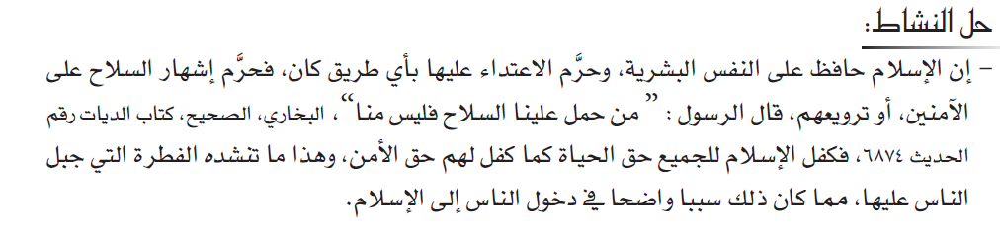 حل النشاط:
– إن الإسلام حافظ على النفس البشرية، وحرَّم الاعتداء عليها بأي طريق كان، فحرَّم إشهار السلاح على
الآمنين، أو ترويعهم، قال الرسول : ”من حمل علينا السلاح فليس منا“، البخاري، الصحيح، كتاب الديات رقم
الحديث ٦٨٧٤، فكفل الإسلام للجميع حق الحياة كما كفل لهم حق الأمن، وهذا ما تنشده الفطرة التي جبل
الناس عليها، مما كان ذلك سببا واضحا في دخول الناس إلى الإسلام.